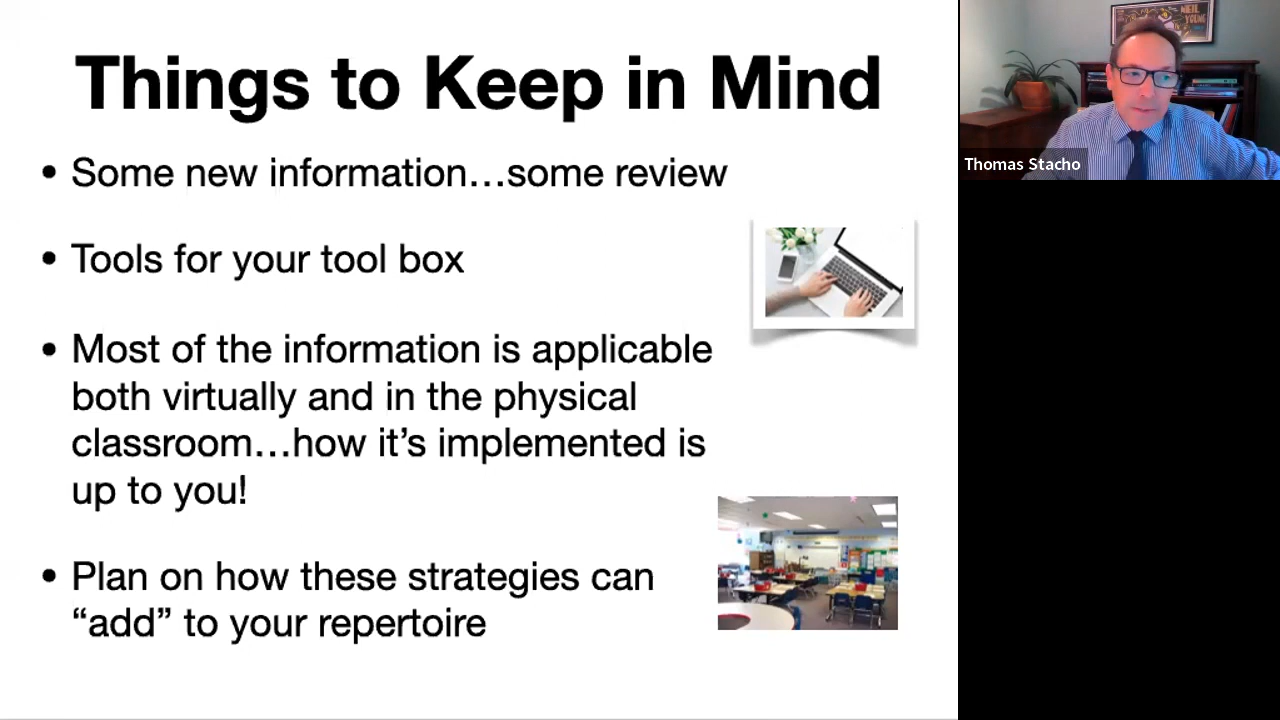 Things to Keep in Mind
• Some new information…some review
• Tools for your tool box
• Most of the information is applicable
both virtually and in the physical
classroom…how it’s implemented is
up to you!
• Plan on how these strategies can
“add” to your repertoire
NEIL
YOUNG
Thomas Stacho